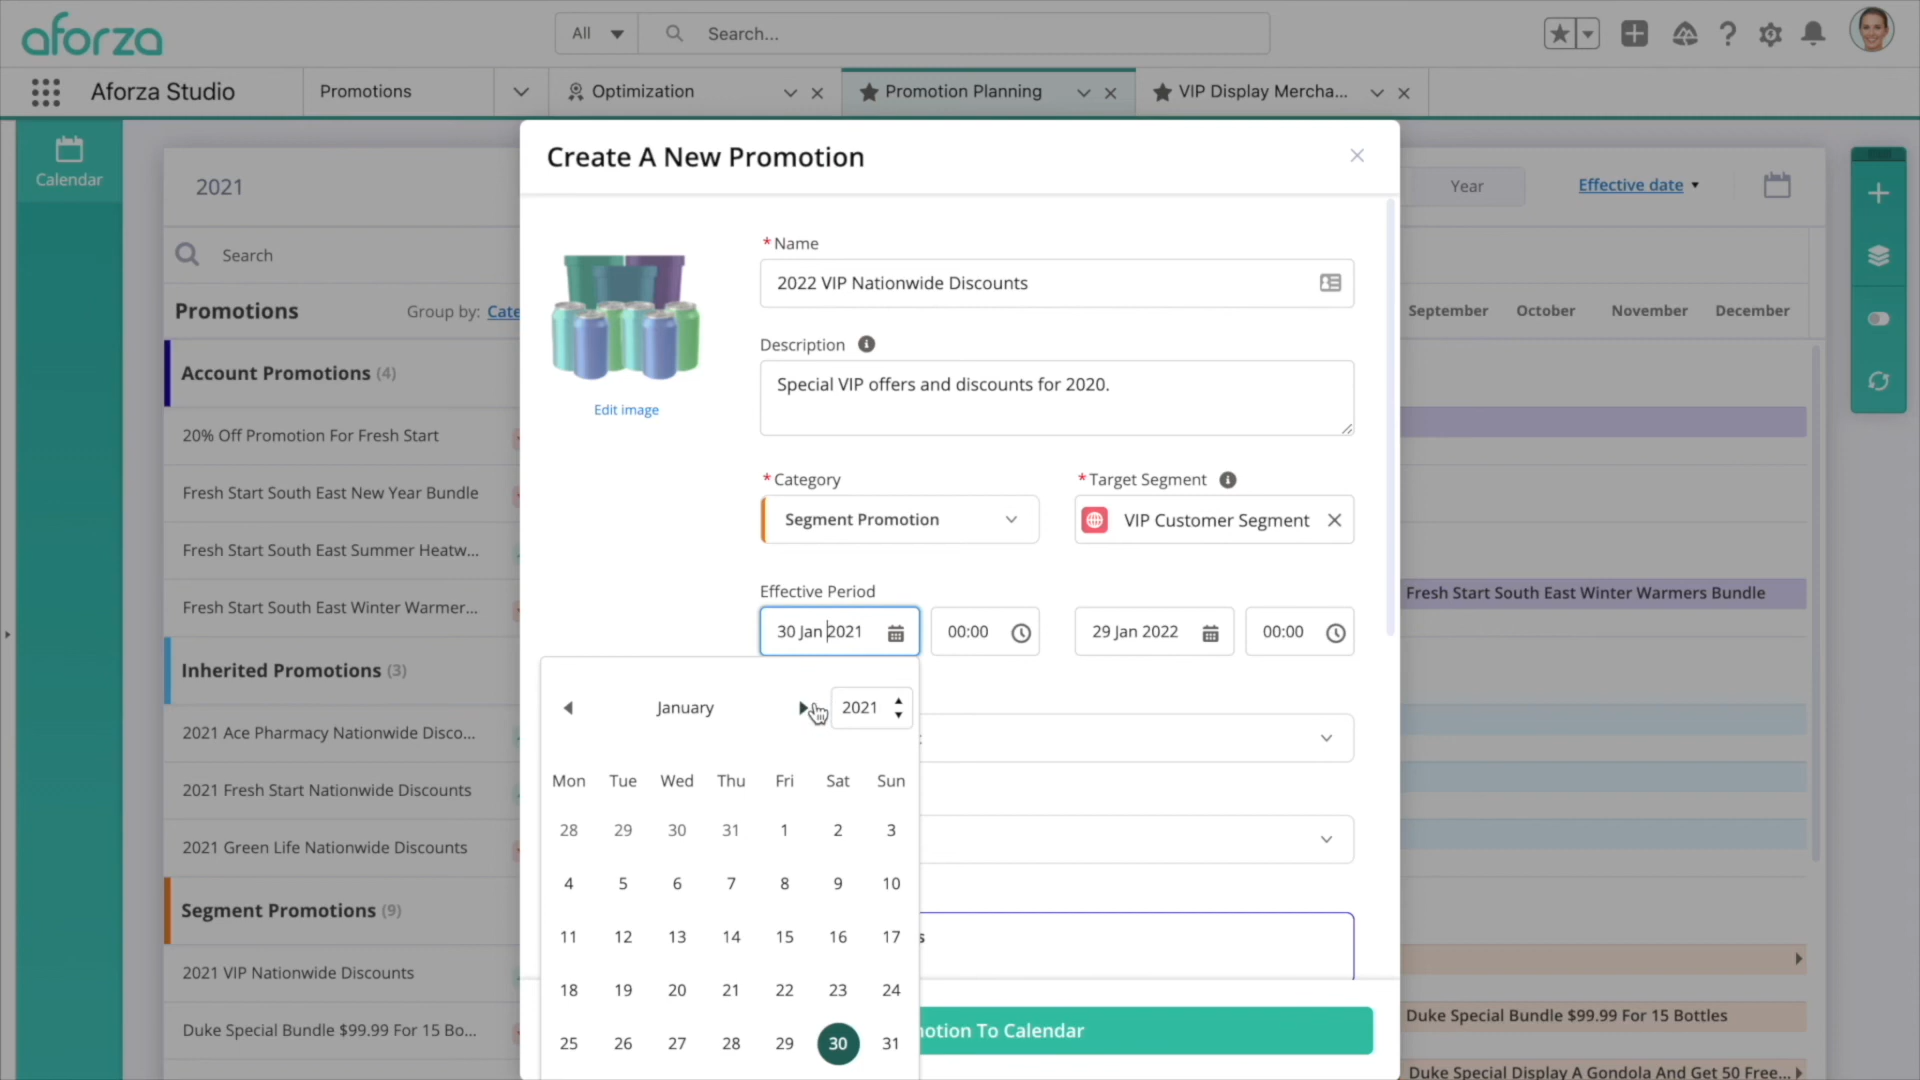 aforza
All
Search...
Aforza Studio
Promotions
Optimization
Promotion Planning
VIP Display Mercha...
Calendar
2021
Year
Effective date
Search
Promotions
Group by: Cate
September
October
November
December
Account Promotions (4)
20% Off Promotion For Fresh Start
Fresh Start South East New Year Bundle
Fresh Start South East Summer Heatw...
Fresh Start South East Winter Warmer...
Inherited Promotions (3)
2021 Ace Pharmacy Nationwide Disco...
2021 Fresh Start Nationwide Discounts
2021 Green Life Nationwide Discounts
Segment Promotions (9)
2021 VIP Nationwide Discounts
Duke Special Bundle $99.99 For 15 Bo...
Create A New Promotion
Edit image
*Name
2022 VIP Nationwide Discounts
Description
Special VIP offers and discounts for 2020.
*Category
Segment Promotion
*Target Segment
VIP Customer Segment
Effective Period
30 Jan 2021
00:00
29 Jan 2022
00:00
January
2021
Mon Tue Wed Thu Fri Sat Sun
28 29 30 31 1 2 3
4 5 6 7 8 9 10
11 12 13 14 15 16 17
18 19 20 21 22 23 24
25 26 27 28 29 30 31
s
otion To Calendar
Fresh Start South East Winter Warmers Bundle
Duke Special Bundle $99.99 For 15 Bottles
Duke Special Display A Gondola And Get 50 Free...